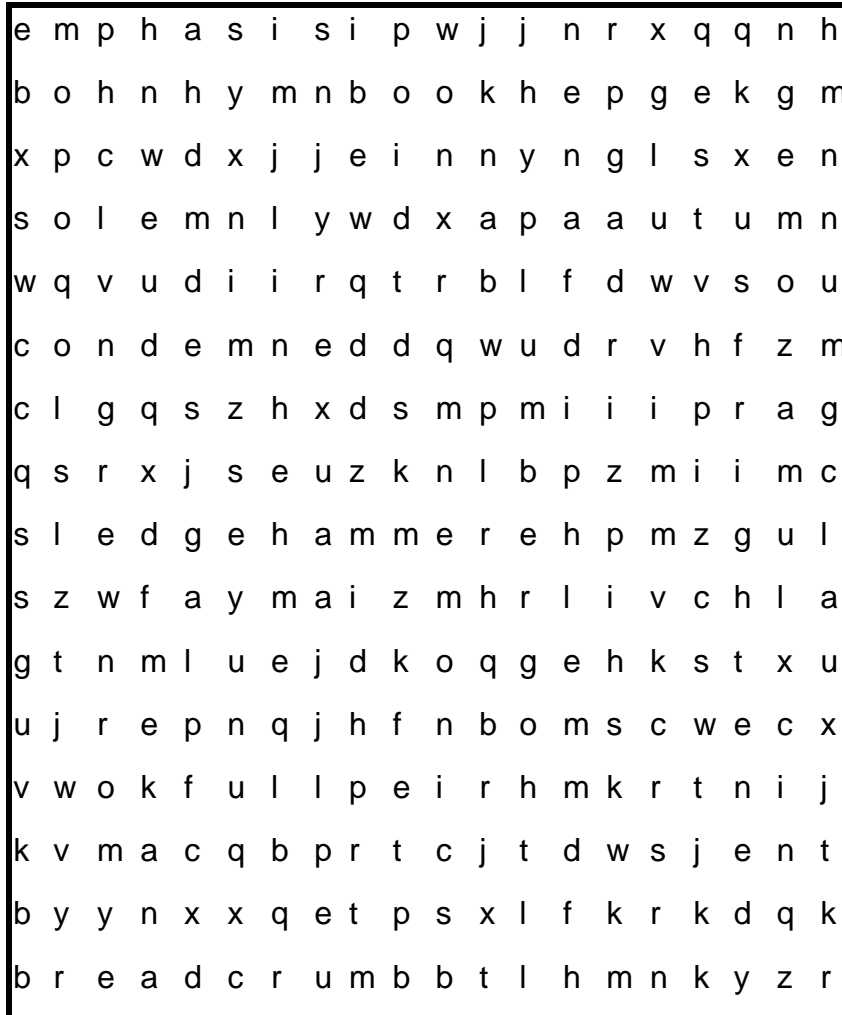 e m p h a s i s i p w j j n r x q q n h
b o h n h y m n b o o k h e p g e k g m
x p c w d x j j e i n n y n g l s x e n
s o l e m n l y w d x a p a a u t u m n
w q v u d i i r q t r b l f d w v s o u
c o n d e m n e d d q w u d r v h f z m
c l g q s z h x d s m p m i i i p r a g
q s r x j s e u z k n l b p z m i i m c
s l e d g e h a m m e r e h p m z g u l
s z w f a y m a i z m h r l i v c h l a
g t n m l u e j d k o q g e h k s t x u
u j r e p n q j h f n b o m s c w e c x
v w o k f u l l p e i r h m k r t n i j
k v m a c q b p r t c j t d w s j e n t
b y y n x x q e t p s x l f k r k d q k
b r e a d c r u m b b t l h m n k y z r